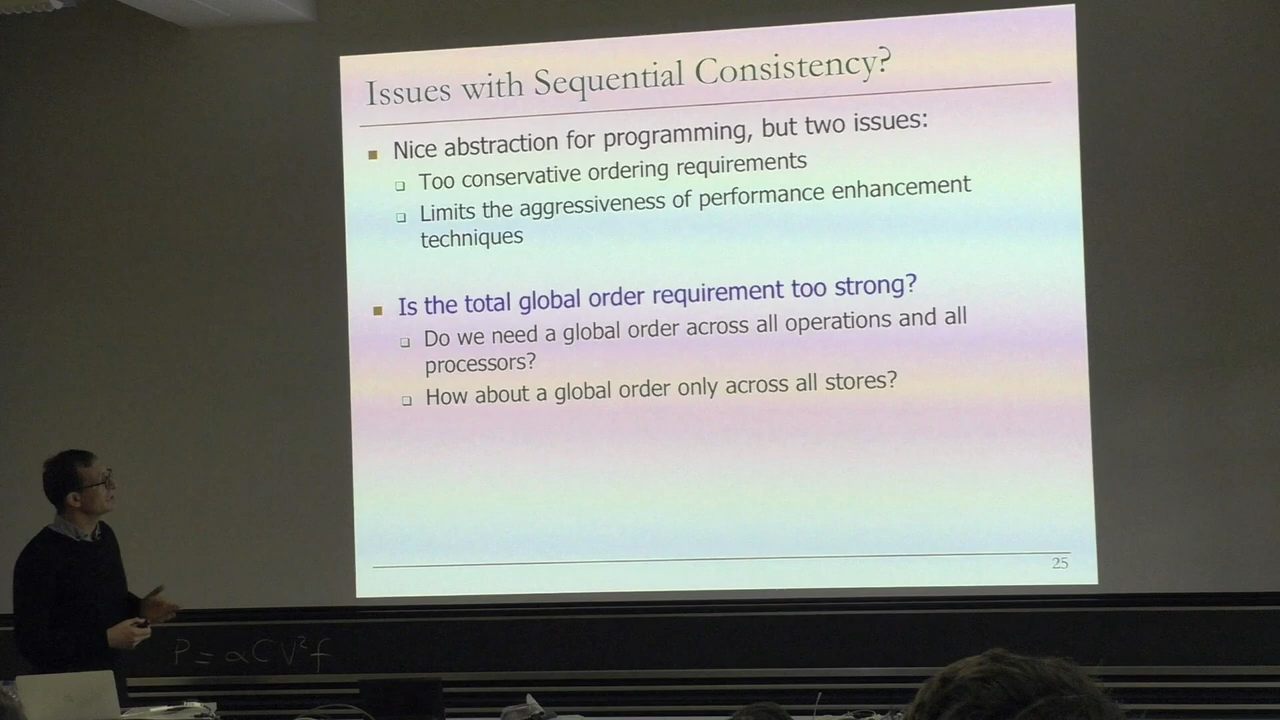 Issues with Sequential Consistency?
Nice abstraction for programming, but two issues:
Too conservative ordering requirements
Limits the aggressiveness of performance enhancement
techniques
Is the total global order requirement too strong?
Do we need a global order across all operations and all
processors?
How about a global order only across all stores?
25
P = αCV²f